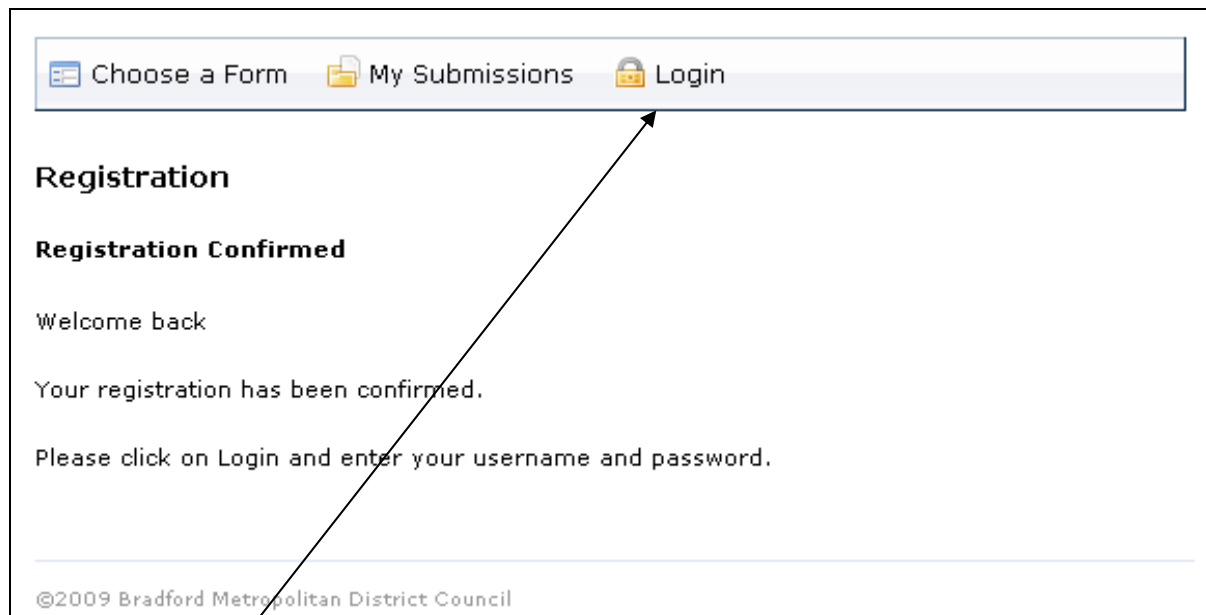 Choose a Form My Submissions Login
Registration
Registration Confirmed
Welcome back
Your registration has been confirmed.
Please click on Login and enter your username and password.
©2009 Bradford Metropolitan District Council